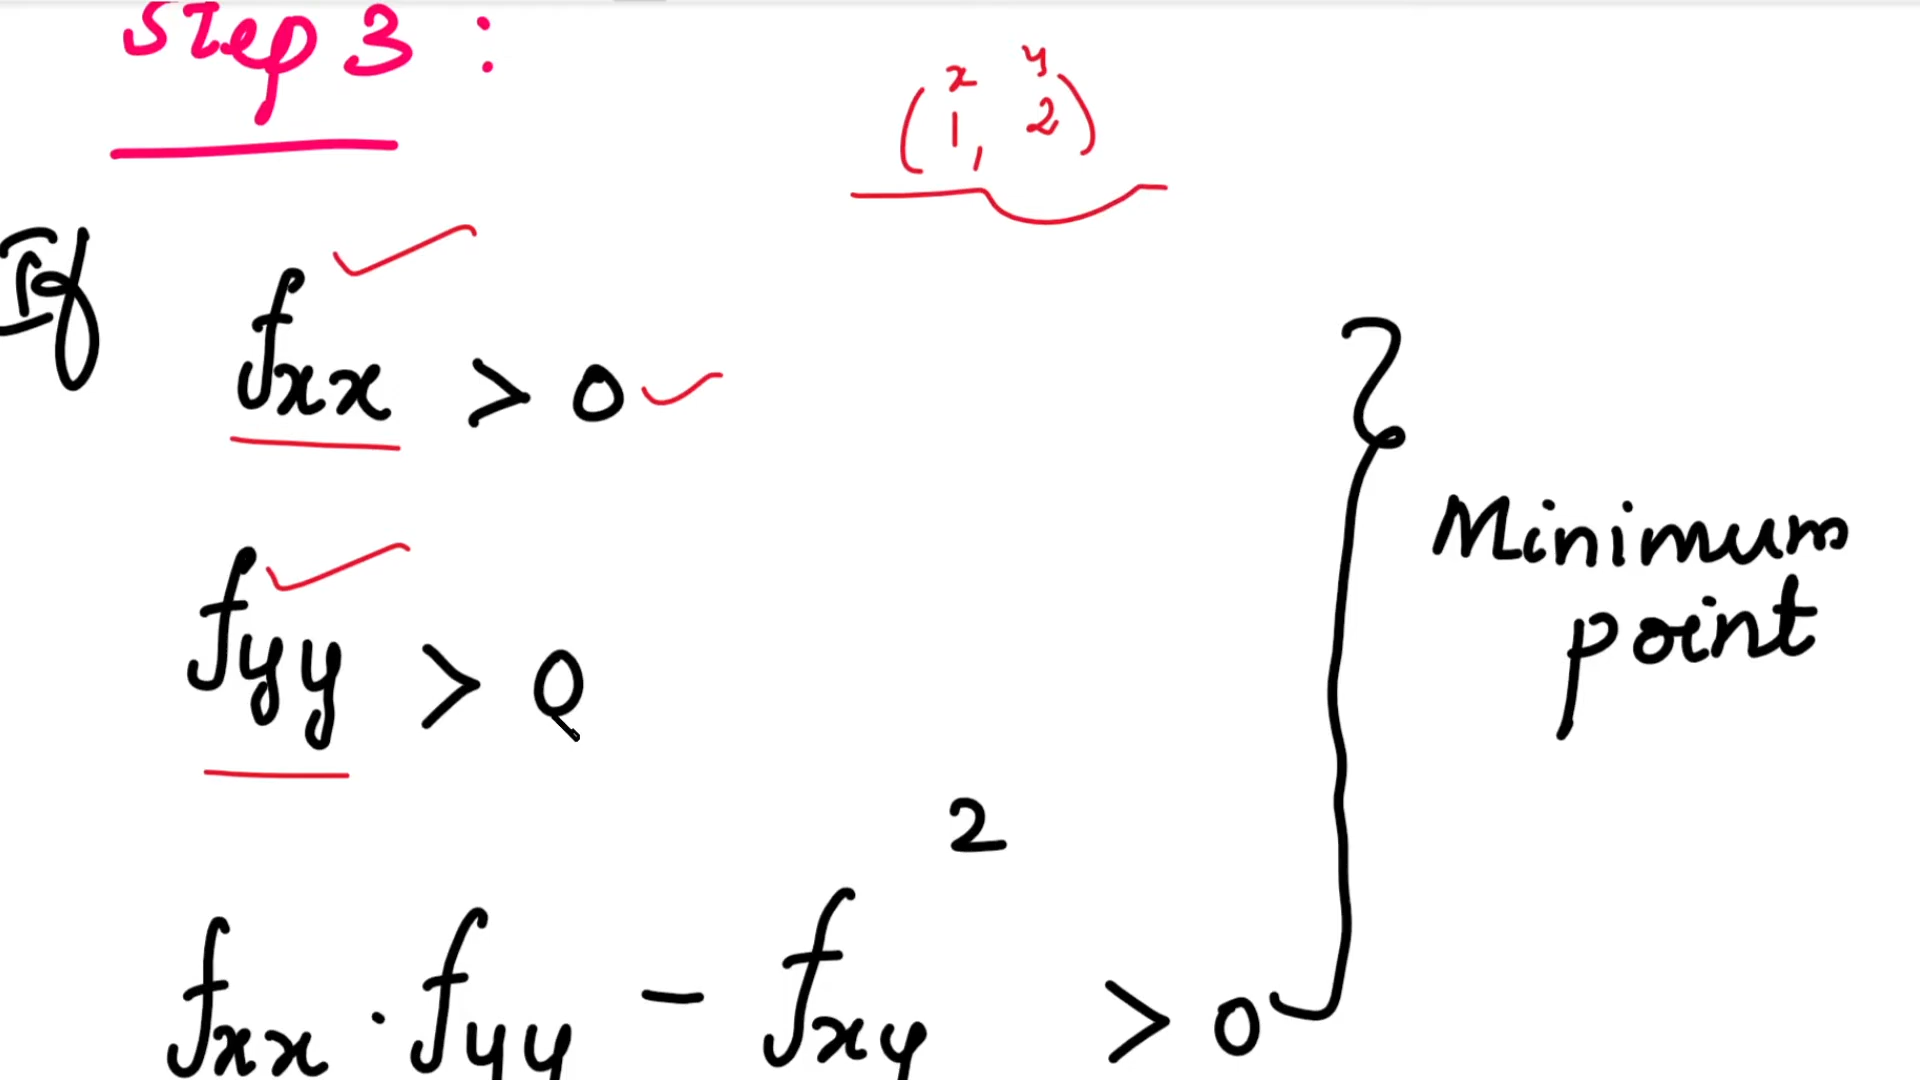 Step 3 :
x y
(1, 2)
If fxx > 0
fyy > 0
Minimum
point
fxx · fyy - fxy² > 0